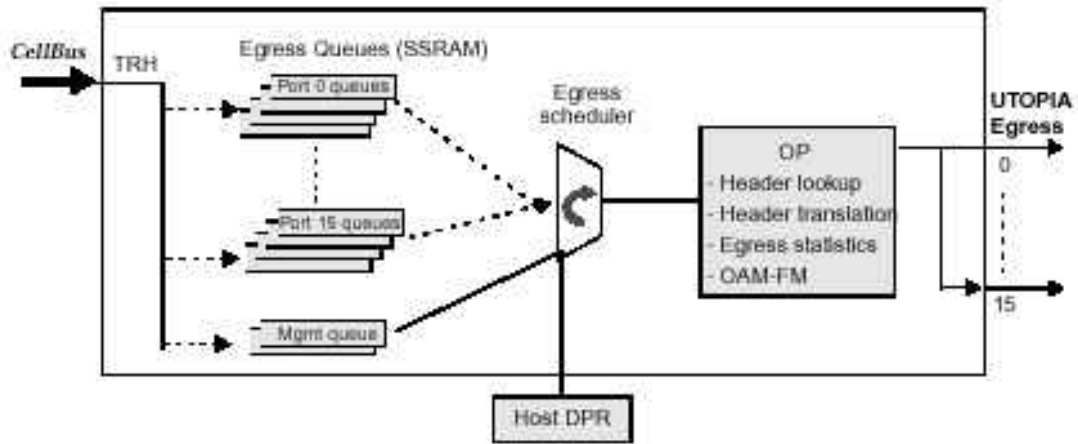 CellBus
TRH
Egress Queues (SSRAM)
Port 0 queues
Port 15 queues
Mgmt queue
Egress
scheduler
OP
- Header lookup
- Header translation
- Egress statistics
- OAM-FM
UTOPIA
Egress
0
15
Host DPR